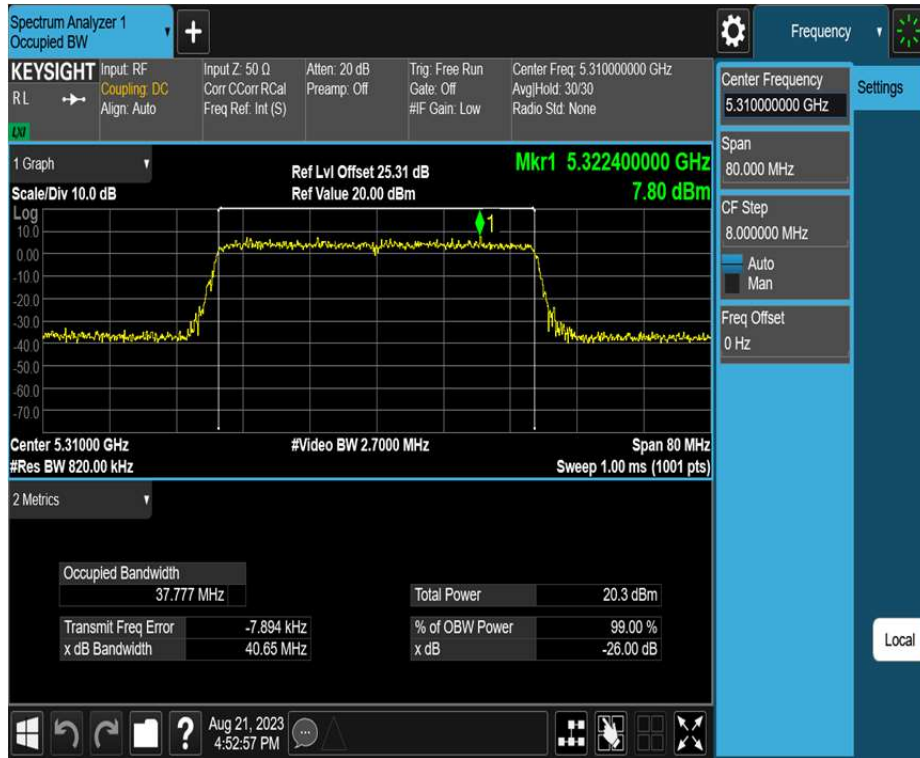 Spectrum Analyzer 1
Occupied BW
+
Frequency
KEYSIGHT
RL
LXI
Input: RF
Coupling: DC
Align: Auto
Input Z: 50 Ω
Corr CCorr RCal
Freq Ref: Int (S)
Atten: 20 dB
Preamp: Off
Trig: Free Run
Gate: Off
#IF Gain: Low
Center Freq: 5.310000000 GHz
Avg|Hold: 30/30
Radio Std: None
Center Frequency
5.310000000 GHz
Settings
Span
80.000 MHz
CF Step
8.000000 MHz
Auto
Man
Freq Offset
0 Hz
Local
1 Graph
Scale/Div 10.0 dB
Ref Lvl Offset 25.31 dB
Ref Value 20.00 dBm
Mkr1 5.322400000 GHz
7.80 dBm
Log
10.0
0.00
-10.0
-20.0
-30.0
-40.0
-50.0
-60.0
-70.0
1
Center 5.31000 GHz
#Video BW 2.7000 MHz
Span 80 MHz
#Res BW 820.00 kHz
Sweep 1.00 ms (1001 pts)
2 Metrics
Occupied Bandwidth
37.777 MHz
Total Power 20.3 dBm
Transmit Freq Error -7.894 kHz
% of OBW Power 99.00 %
x dB Bandwidth 40.65 MHz
x dB -26.00 dB
?
Aug 21, 2023
4:52:57 PM